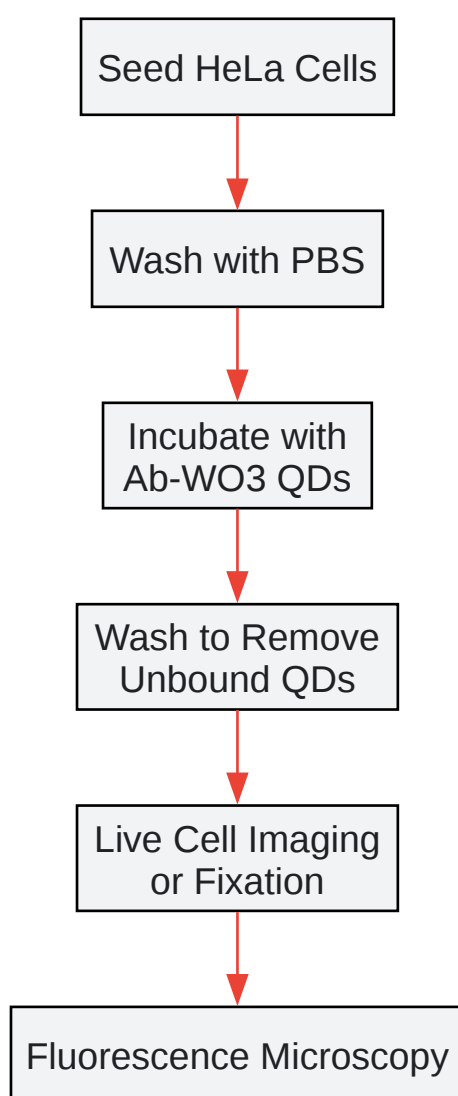 Seed HeLa Cells
Wash with PBS
Incubate with
Ab-WO3 QDs
Wash to Remove
Unbound QDs
Live Cell Imaging
or Fixation
Fluorescence Microscopy